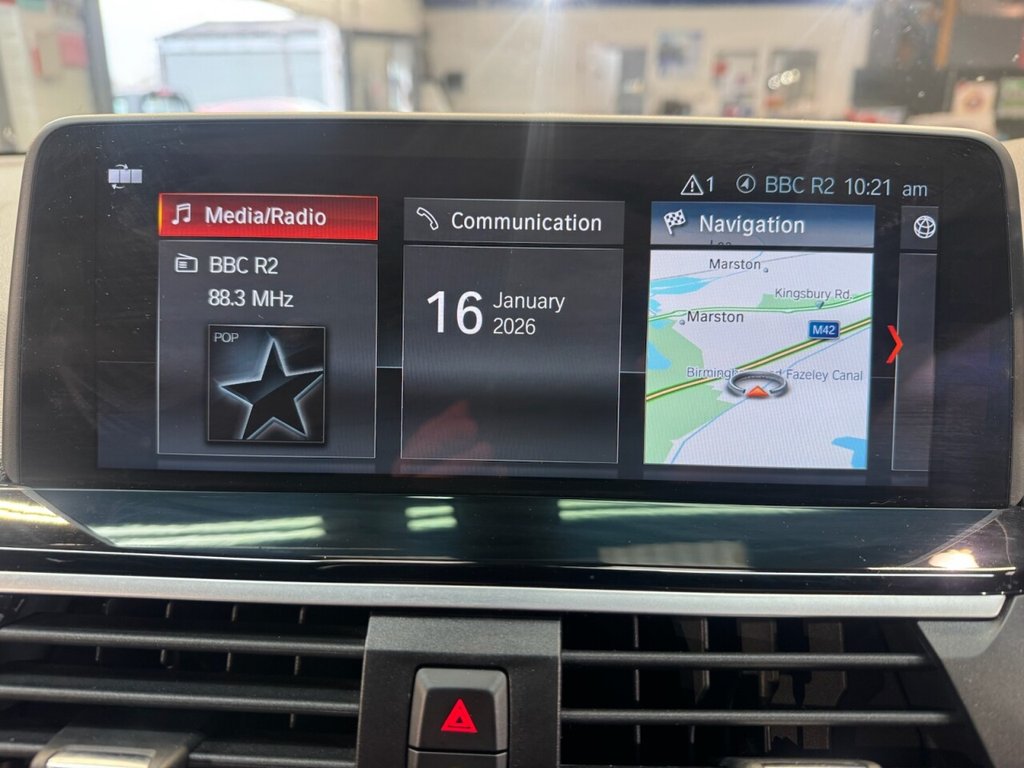 1 BBC R2 10:21 am
Media/Radio
BBC R2
88.3 MHz
POP
Communication
16 January
2026
Navigation
Lea
Marston
Kingsbury Rd.
Marston
M42
Fazeley Canal